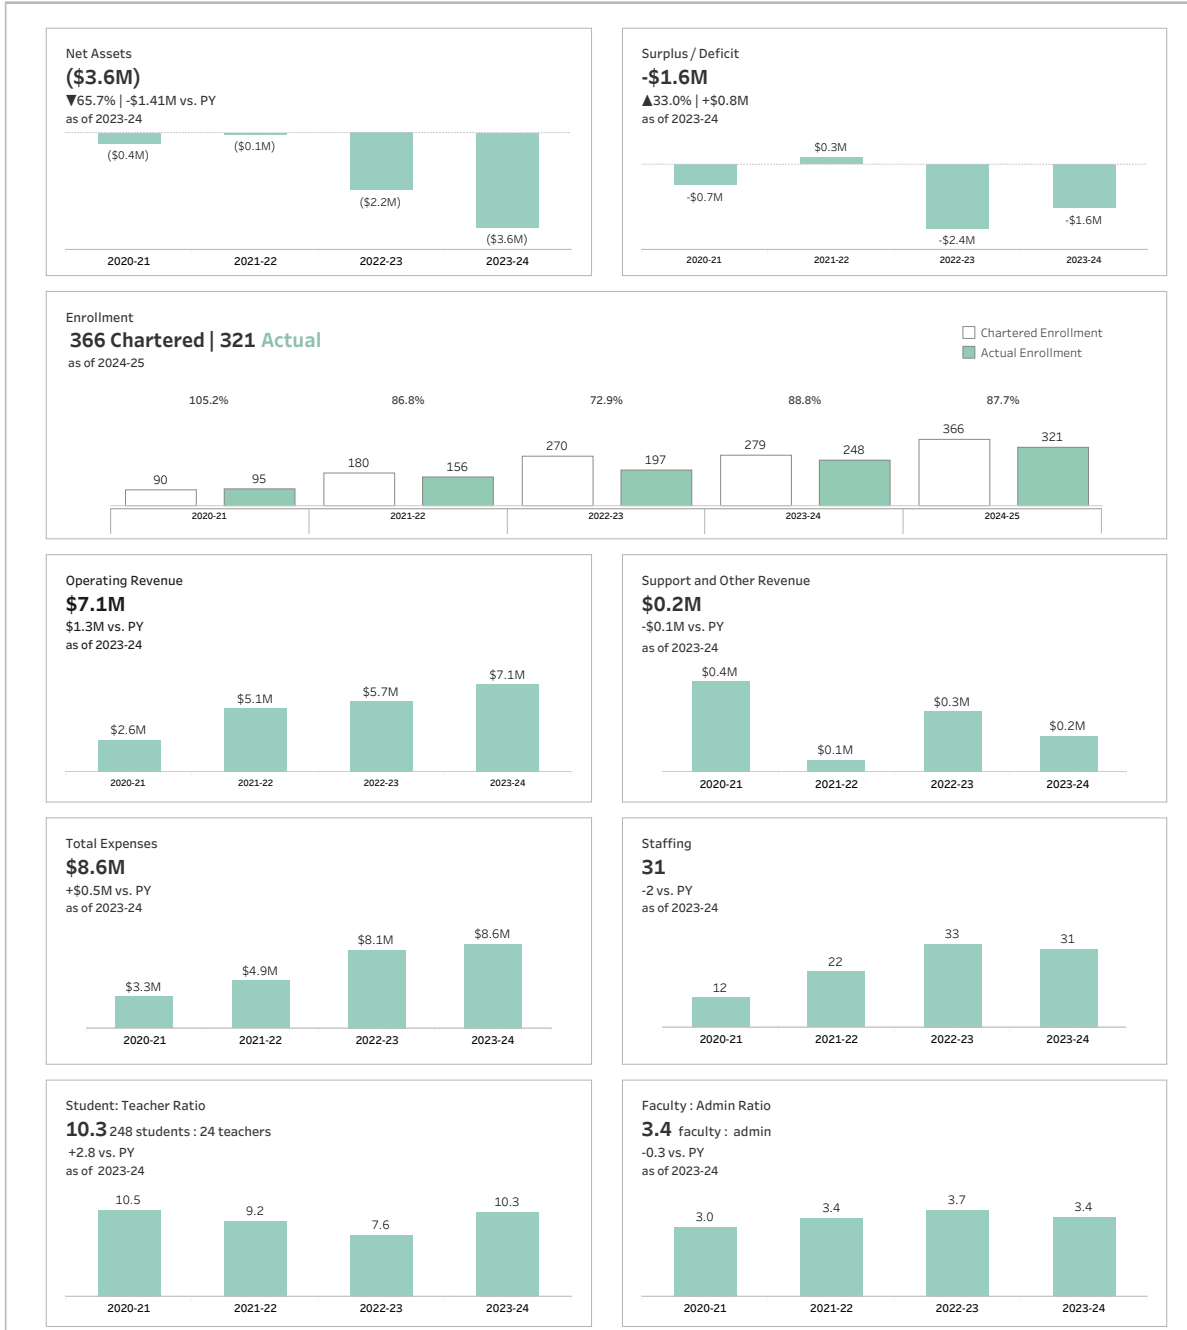 Net Assets
($3.6M)
▼65.7% | -$1.41M vs. PY
as of 2023-24
($0.4M)
($0.1M)
($2.2M)
($3.6M)
2020-21 2021-22 2022-23 2023-24
Surplus / Deficit
-$1.6M
▲33.0% | +$0.8M
as of 2023-24
$0.3M
-$0.7M
-$1.6M
-$2.4M
2020-21 2021-22 2022-23 2023-24
Enrollment
366 Chartered | 321 Actual
as of 2024-25
Chartered Enrollment
Actual Enrollment
105.2% 86.8% 72.9% 88.8% 87.7%
90 95 180 156 270 197 279 248 366 321
2020-21 2021-22 2022-23 2023-24 2024-25
Operating Revenue
$7.1M
$1.3M vs. PY
as of 2023-24
$2.6M $5.1M $5.7M $7.1M
2020-21 2021-22 2022-23 2023-24
Support and Other Revenue
$0.2M
-$0.1M vs. PY
as of 2023-24
$0.4M $0.1M $0.3M $0.2M
2020-21 2021-22 2022-23 2023-24
Total Expenses
$8.6M
+$0.5M vs. PY
as of 2023-24
$3.3M $4.9M $8.1M $8.6M
2020-21 2021-22 2022-23 2023-24
Staffing
31
-2 vs. PY
as of 2023-24
12 22 33 31
2020-21 2021-22 2022-23 2023-24
Student: Teacher Ratio
10.3 248 students : 24 teachers
+2.8 vs. PY
as of 2023-24
10.5 9.2 7.6 10.3
2020-21 2021-22 2022-23 2023-24
Faculty : Admin Ratio
3.4 faculty : admin
-0.3 vs. PY
as of 2023-24
3.0 3.4 3.7 3.4
2020-21 2021-22 2022-23 2023-24